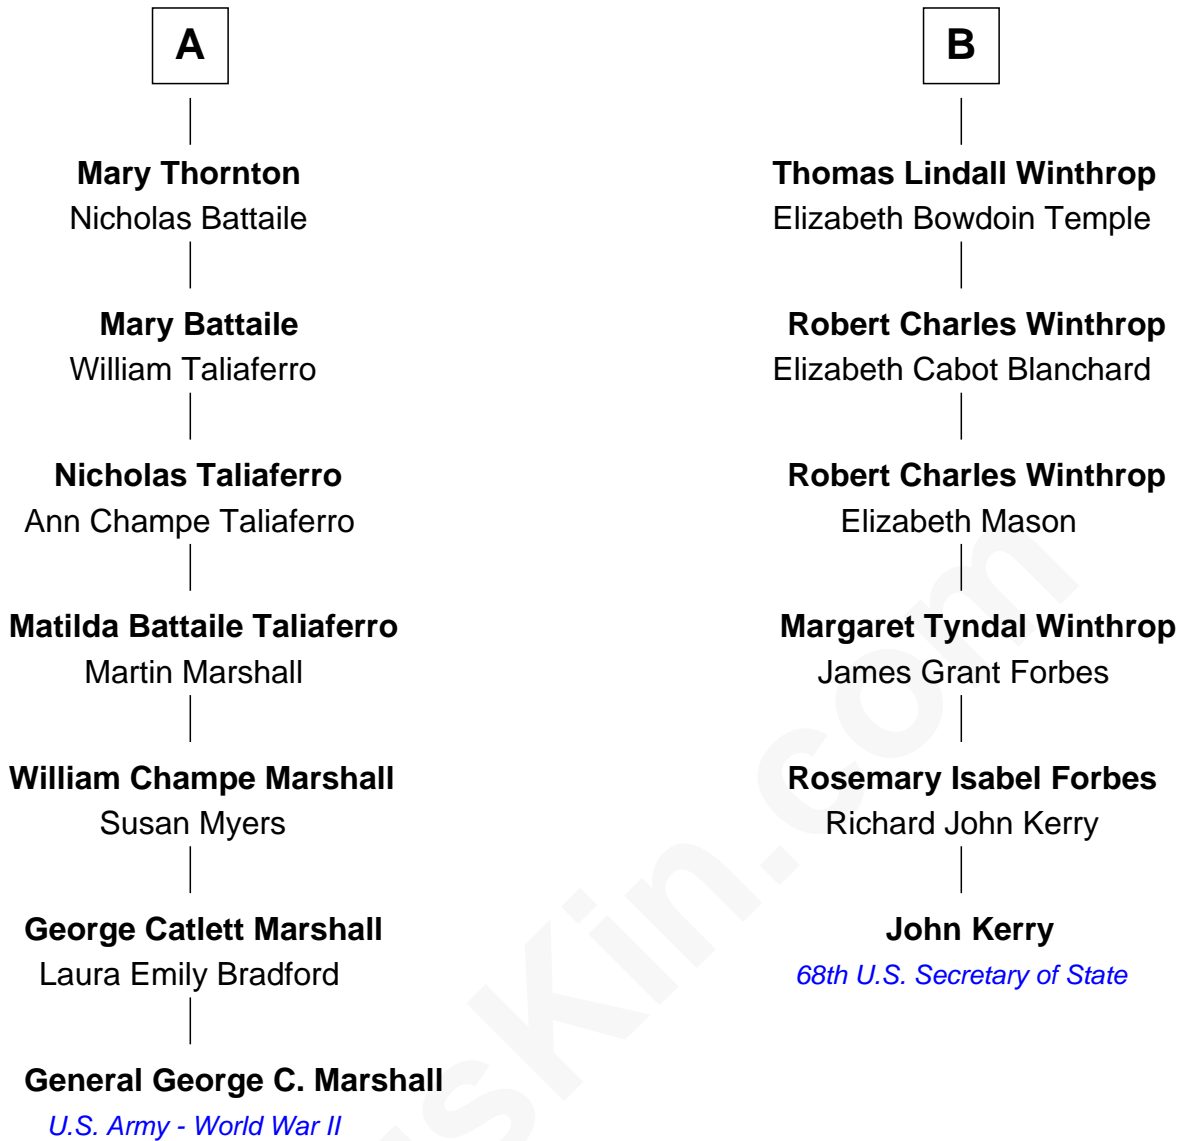 A
Mary Thornton
Nicholas Battaile
Mary Battaile
William Taliaferro
Nicholas Taliaferro
Ann Champe Taliaferro
Matilda Battaile Taliaferro
Martin Marshall
William Champe Marshall
Susan Myers
George Catlett Marshall
Laura Emily Bradford
General George C. Marshall
U.S. Army - World War II
B
Thomas Lindall Winthrop
Elizabeth Bowdoin Temple
Robert Charles Winthrop
Elizabeth Cabot Blanchard
Robert Charles Winthrop
Elizabeth Mason
Margaret Tyndal Winthrop
James Grant Forbes
Rosemary Isabel Forbes
Richard John Kerry
John Kerry
68th U.S. Secretary of State
usKin.com